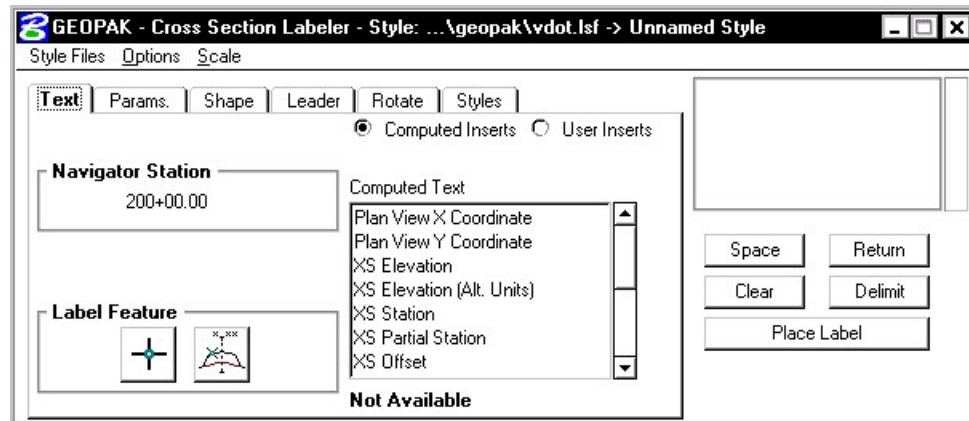 GEOPAK - Cross Section Labeler - Style: ...\geopak\vdot.lsf -> Unnamed Style
Style Files Options Scale
Text Params. Shape Leader Rotate Styles
Computed Inserts User Inserts
Navigator Station
200+00.00
Computed Text
Plan View X Coordinate
Plan View Y Coordinate
XS Elevation
XS Elevation (Alt. Units)
XS Station
XS Partial Station
XS Offset
Not Available
Label Feature
X.XX
Space Return
Clear Delimit
Place Label